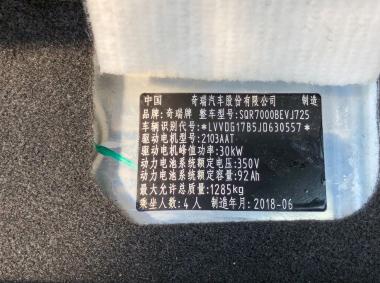 中国 奇瑞汽车股份有限公司 制造
品牌:奇瑞牌 整车型号:SQR7000BEVJ725
车辆识别代号:*LVVDG17B5JD630557*
驱动电机型号:2103AAT
驱动电机峰值功率:30kW
动力电池系统额定电压:350V
动力电池系统额定容量:92Ah
最大允许总质量:1285kg
乘坐人数:4人 制造年月:2018-06